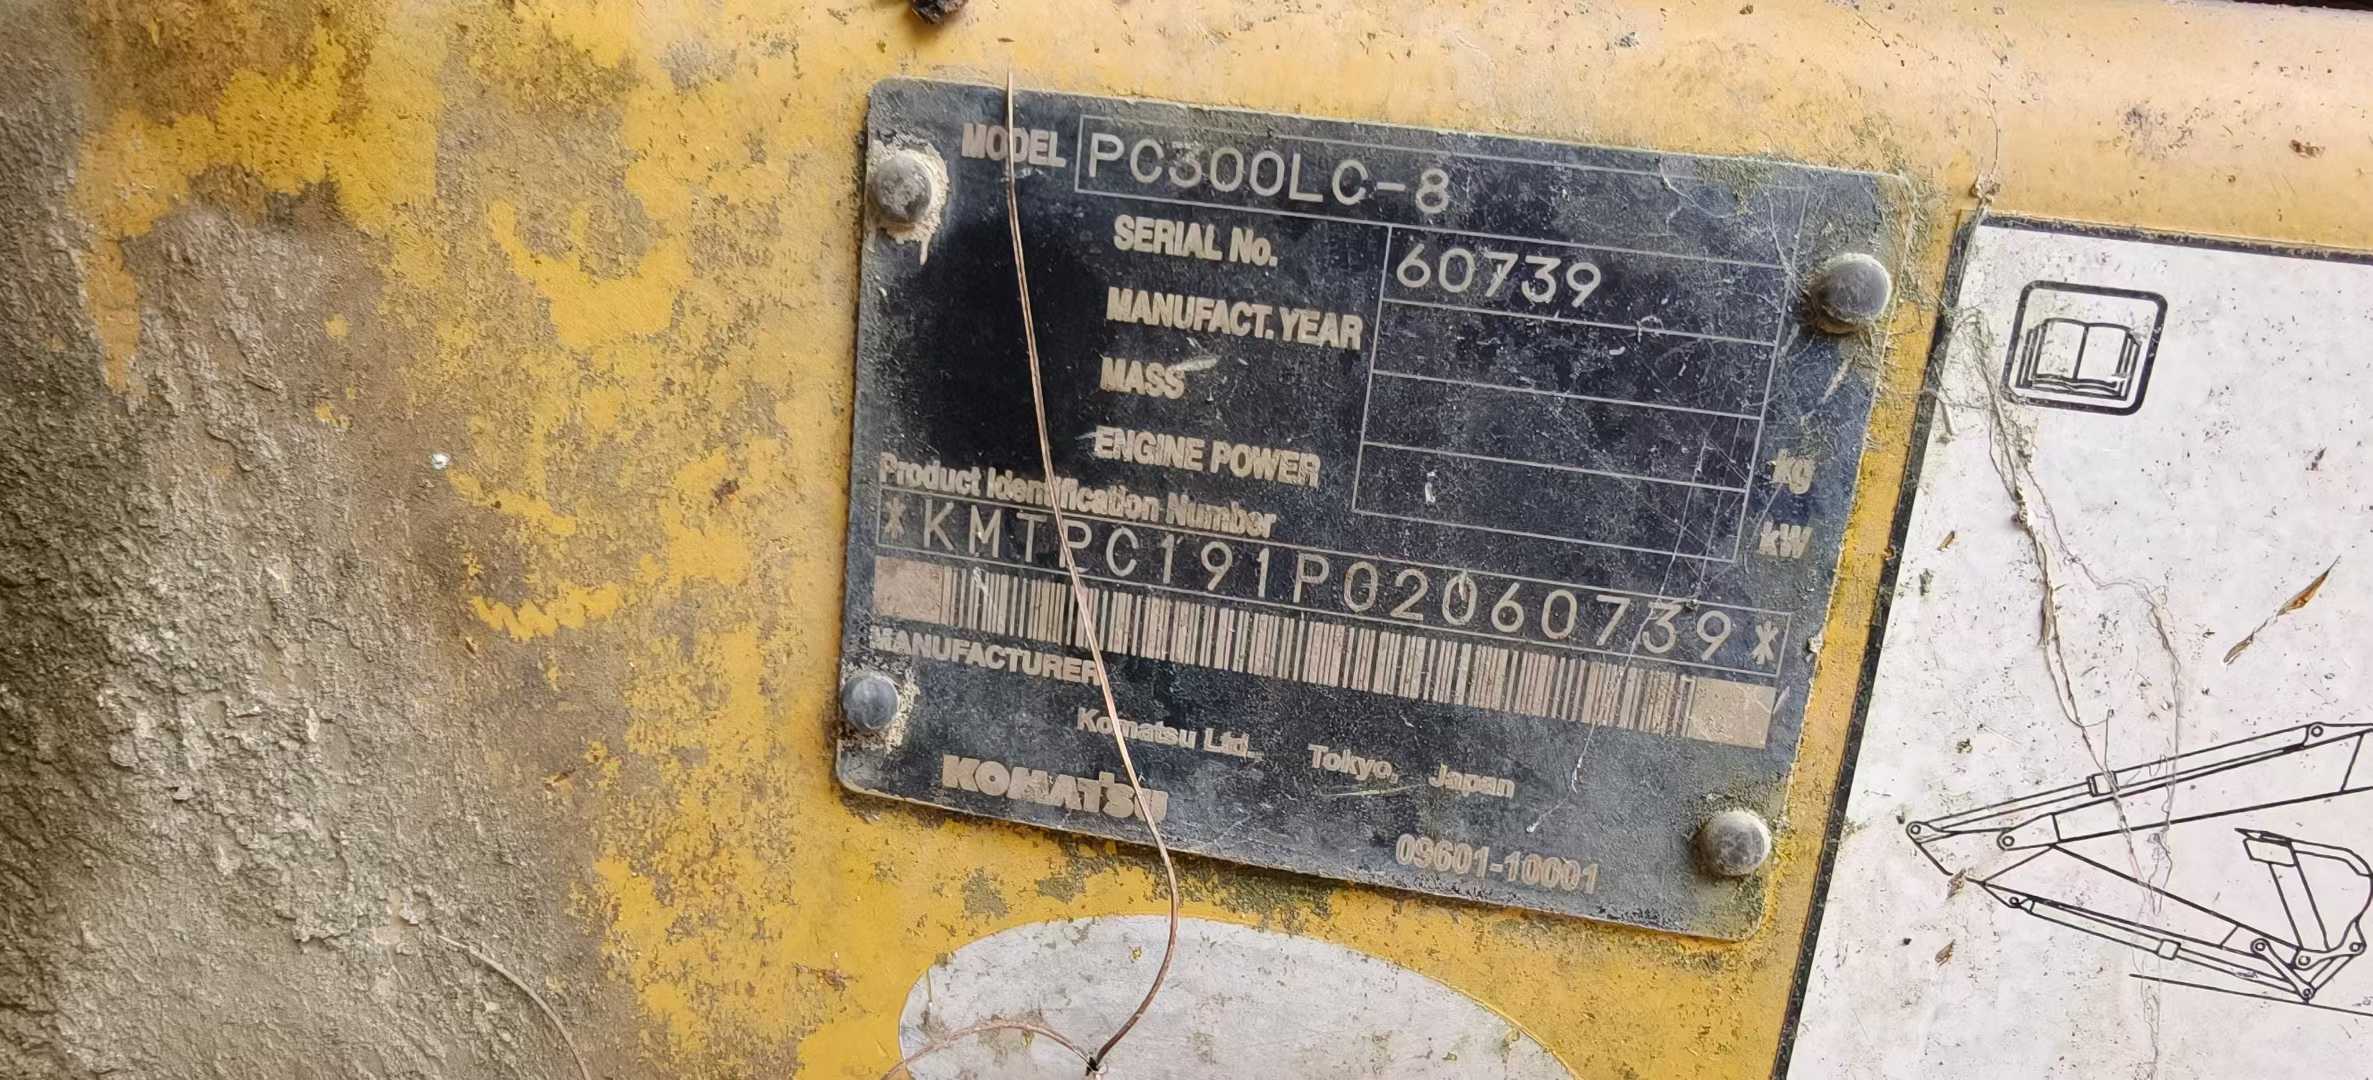 MODEL PC300LC-8
SERIAL No. 60739
MANUFACT. YEAR
MASS kg
ENGINE POWER kW
Product Identification Number
*KMTPC191P02060739*
MANUFACTURER
Komatsu Ltd. Tokyo, Japan
KOMATSU
09601-10001